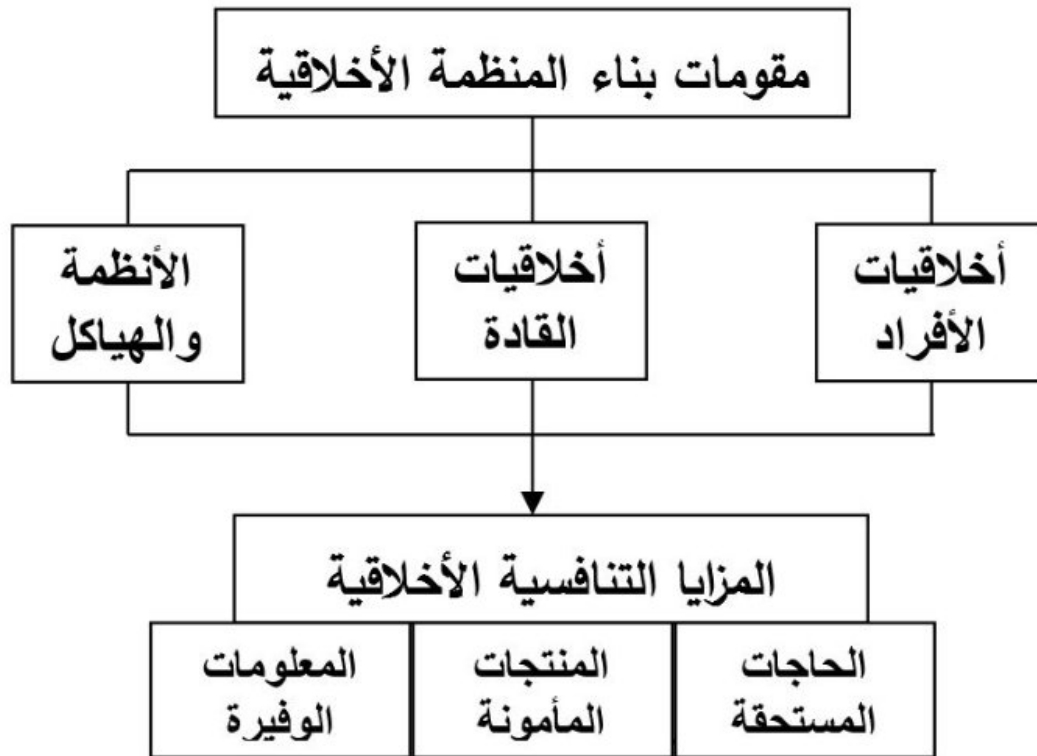 مقومات بناء المنظمة الأخلاقية
أخلاقيات
الأفراد
أخلاقيات
القادة
الأنظمة
والهياكل
المزايا التنافسية الأخلاقية
الحاجات
المستحقة
المنتجات
المأمونة
المعلومات
الوفيرة